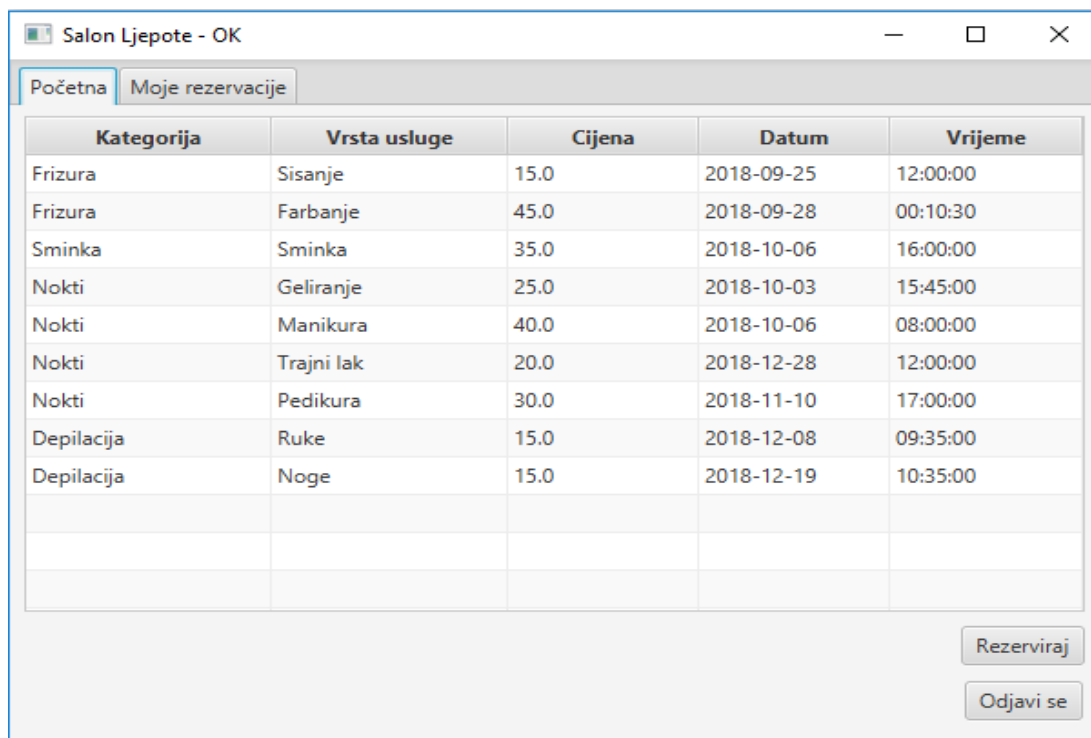 Salon Ljepote - OK
Početna Moje rezervacije
Kategorija Vrsta usluge Cijena Datum Vrijeme
Frizura Sisanje 15.0 2018-09-25 12:00:00
Frizura Farbanje 45.0 2018-09-28 00:10:30
Sminka Sminka 35.0 2018-10-06 16:00:00
Nokti Geliranje 25.0 2018-10-03 15:45:00
Nokti Manikura 40.0 2018-10-06 08:00:00
Nokti Trajni lak 20.0 2018-12-28 12:00:00
Nokti Pedikura 30.0 2018-11-10 17:00:00
Depilacija Ruke 15.0 2018-12-08 09:35:00
Depilacija Noge 15.0 2018-12-19 10:35:00
Rezerviraj
Odjavi se